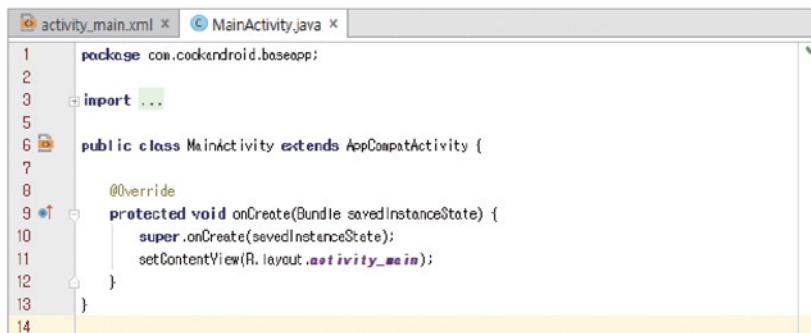 activity_main.xml × MainActivity.java ×
1 package com.cookandroid.baseapp;
2
3 import ...
5
6 public class MainActivity extends AppCompatActivity {
7
8 @Override
9 protected void onCreate(Bundle savedInstanceState) {
10 super.onCreate(savedInstanceState);
11 setContentView(R.layout.activity_main);
12 }
13 }
14